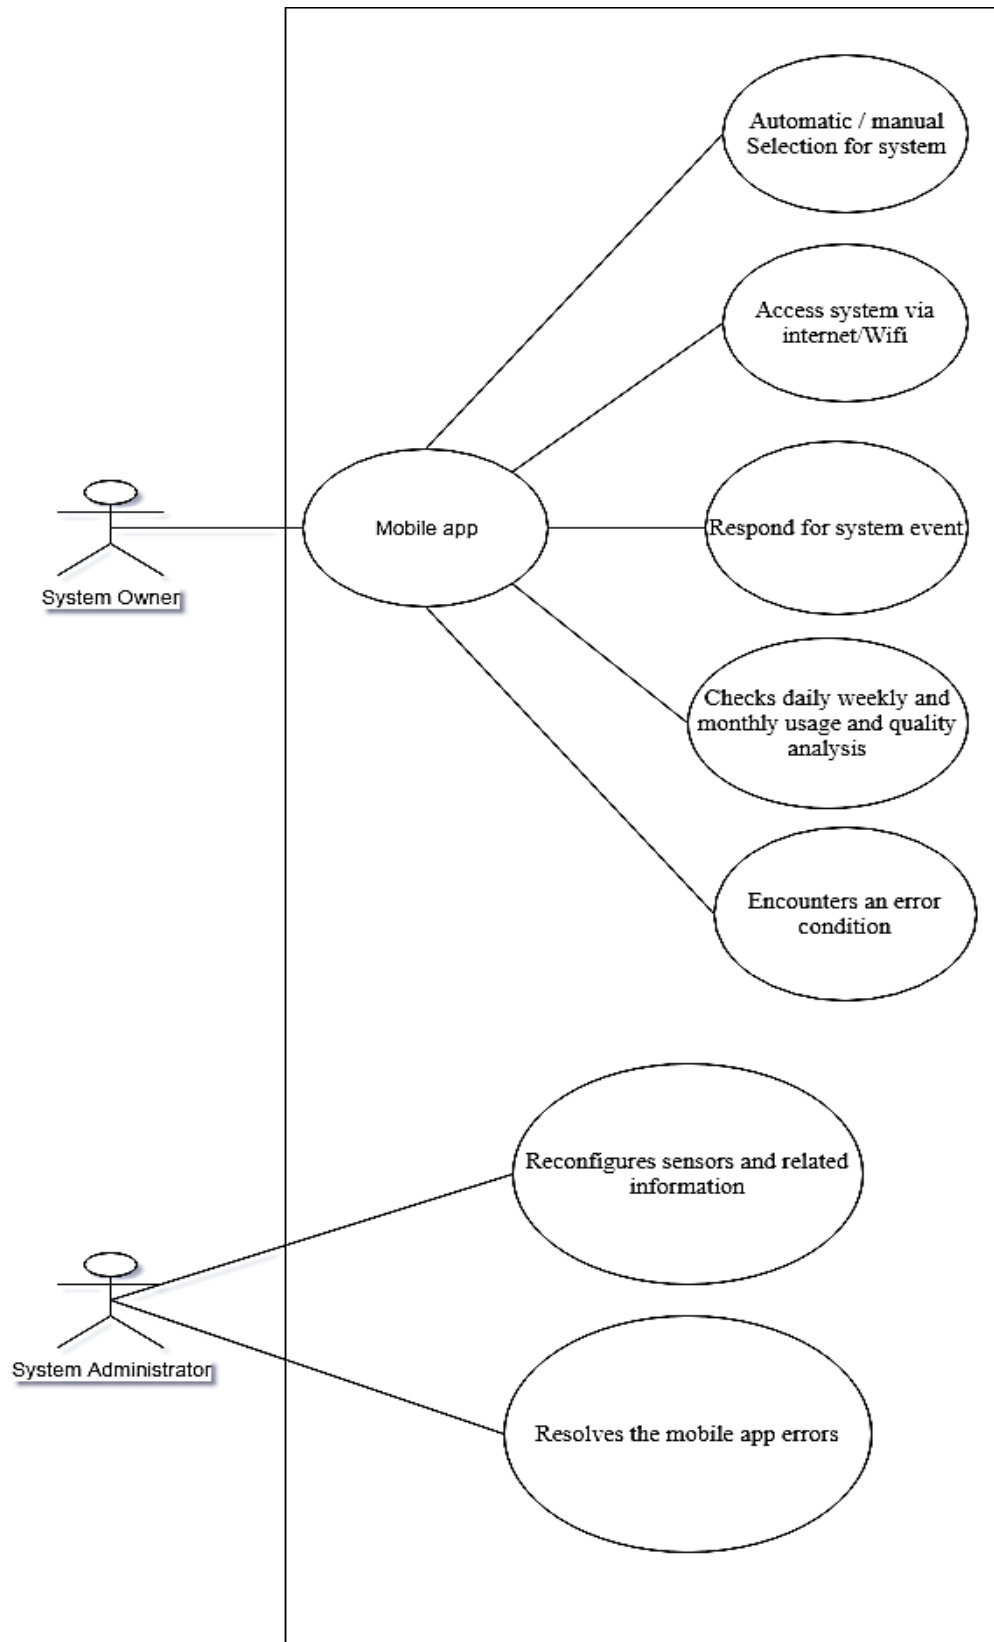 Automatic / manual
Selection for system
Access system via
internet/Wifi
Mobile app
Respond for system event
System Owner
Checks daily weekly and
monthly usage and quality
analysis
Encounters an error
condition
Reconfigures sensors and related
information
System Administrator
Resolves the mobile app errors